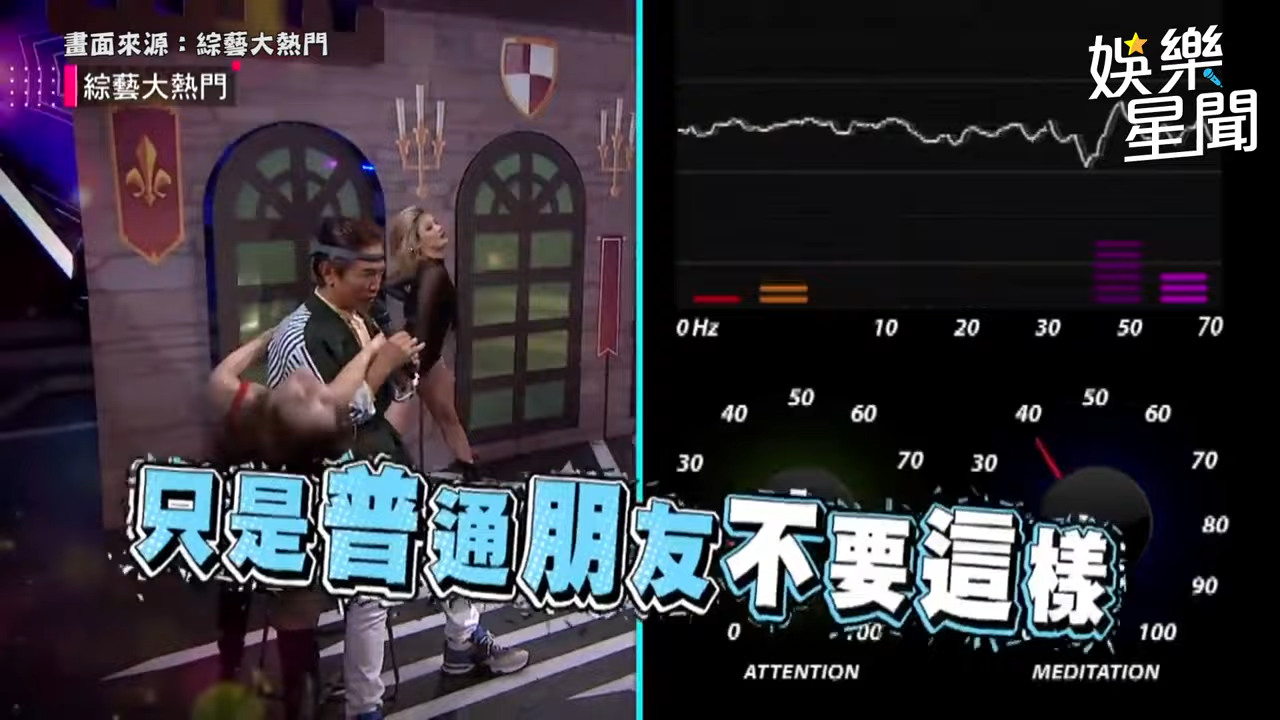 畫面來源：綜藝大熱門
綜藝大熱門
娛樂
星聞
0 Hz 10 20 30 50 70
40 50 60
30 70
40 50 60
30 70
80
90
只是普通朋友不要這樣
0 100
100
ATTENTION
MEDITATION